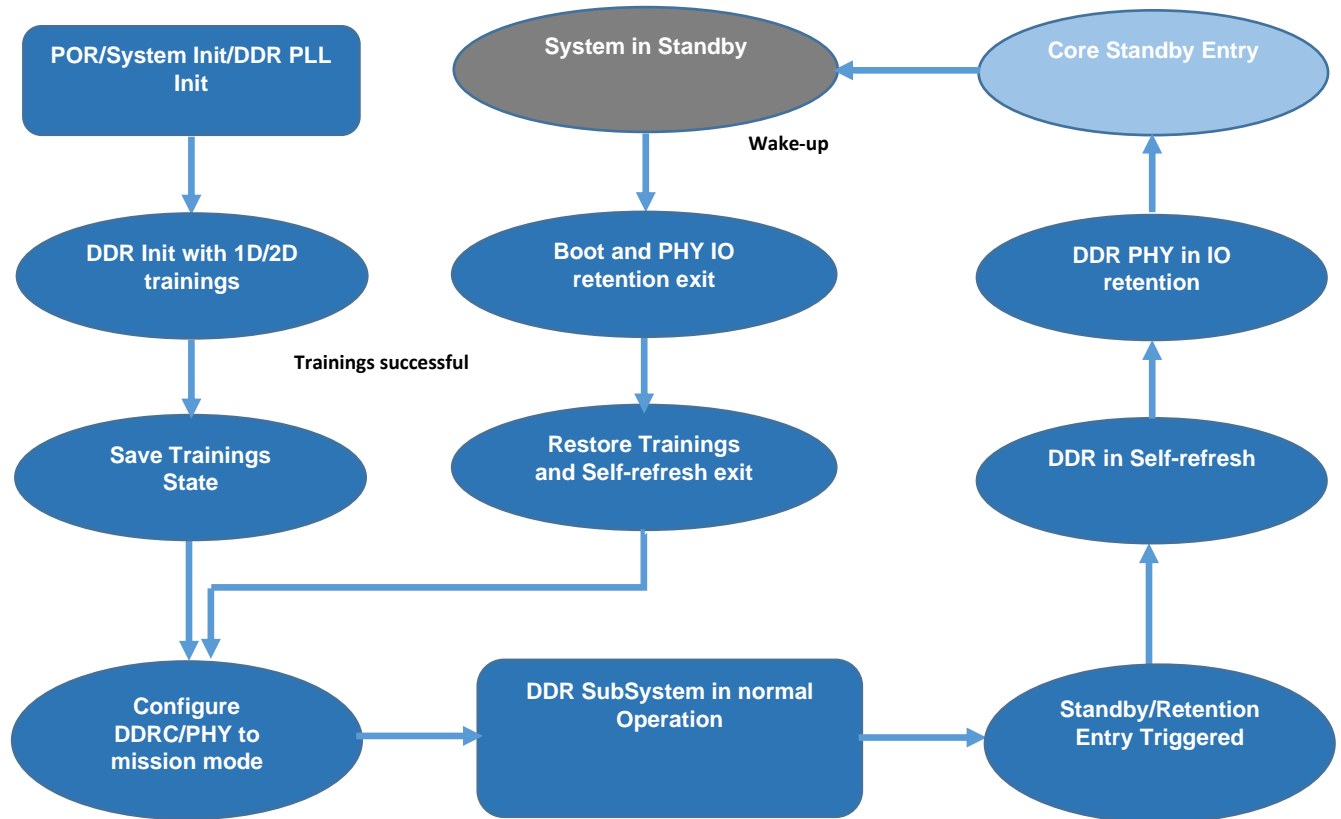 POR/System Init/DDR PLL
Init
System in Standby
Core Standby Entry
Wake-up
DDR Init with 1D/2D
trainings
Boot and PHY IO
retention exit
DDR PHY in IO
retention
Trainings successful
Save Trainings
State
Restore Trainings
and Self-refresh exit
DDR in Self-refresh
Configure
DDRC/PHY to
mission mode
DDR SubSystem in normal
Operation
Standby/Retention
Entry Triggered